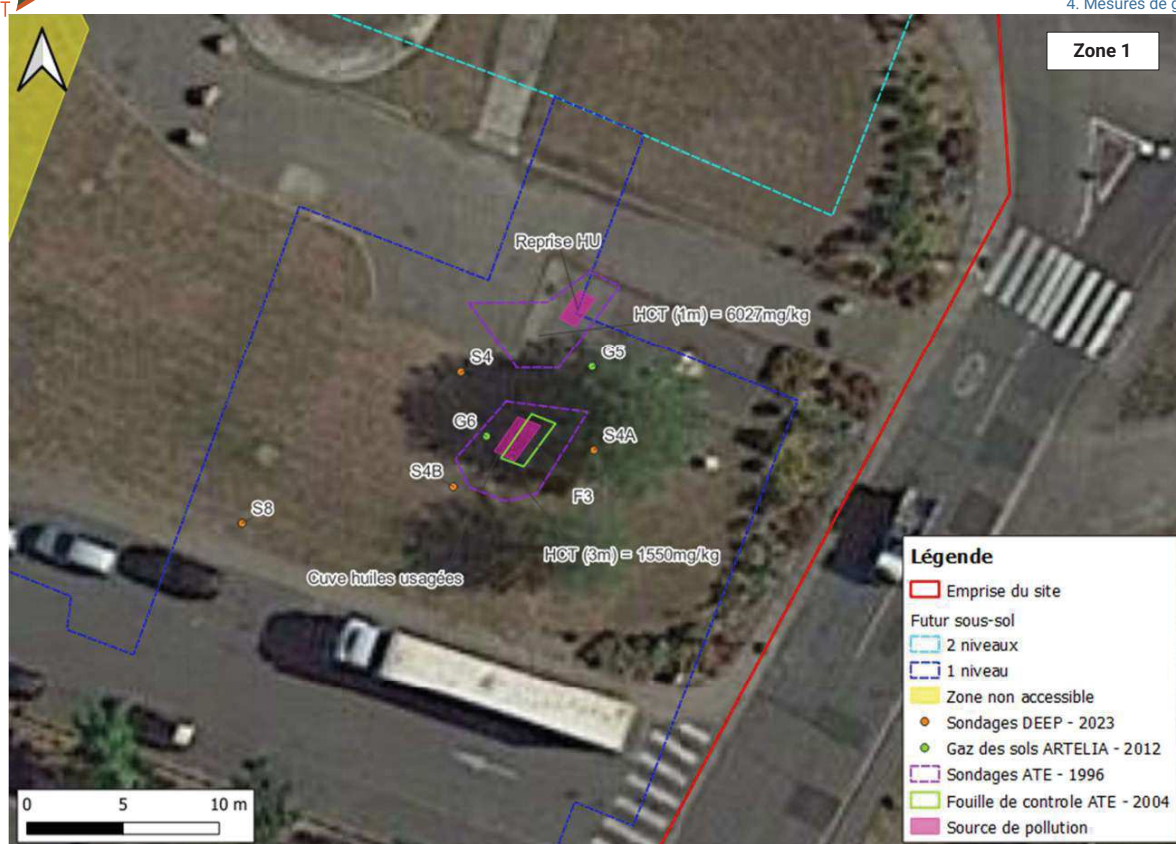 T
4. Mesures de g
Zone 1
Reprise HU
HCT (1m) = 6027mg/kg
S4
G5
G6
S4A
S4B
F3
S8
HCT (3m) = 1550mg/kg
Cuve huiles usagées
Légende
Emprise du site
Futur sous-sol
2 niveaux
1 niveau
Zone non accessible
Sondages DEEP - 2023
Gaz des sols ARTELIA - 2012
Sondages ATE - 1996
Fouille de controle ATE - 2004
Source de pollution
0 5 10 m